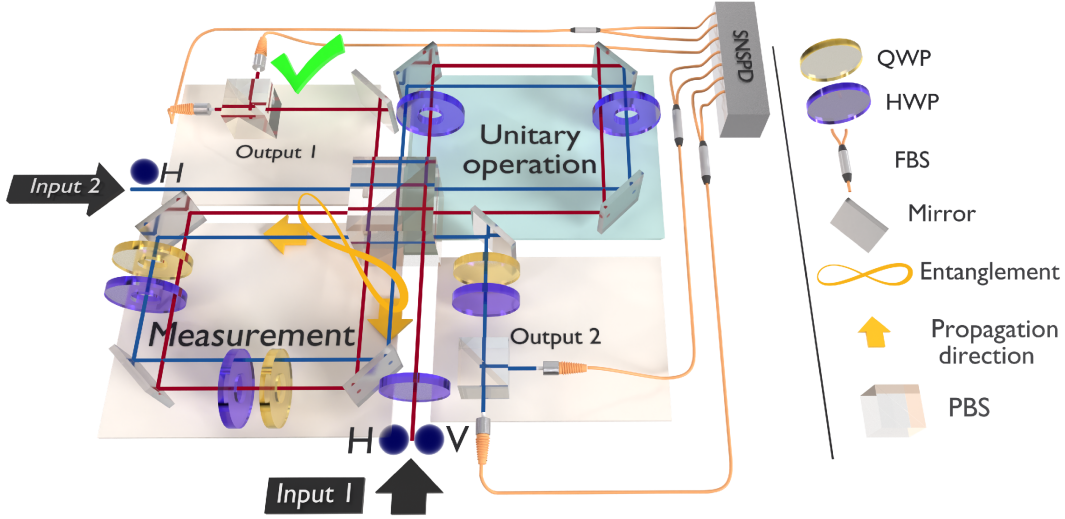 SNSPD
QWP
HWP
FBS
Mirror
Entanglement
Propagation
direction
PBS
Output 1
Unitary
operation
H
Input 2
Measurement
Output 2
H
V
Input 1